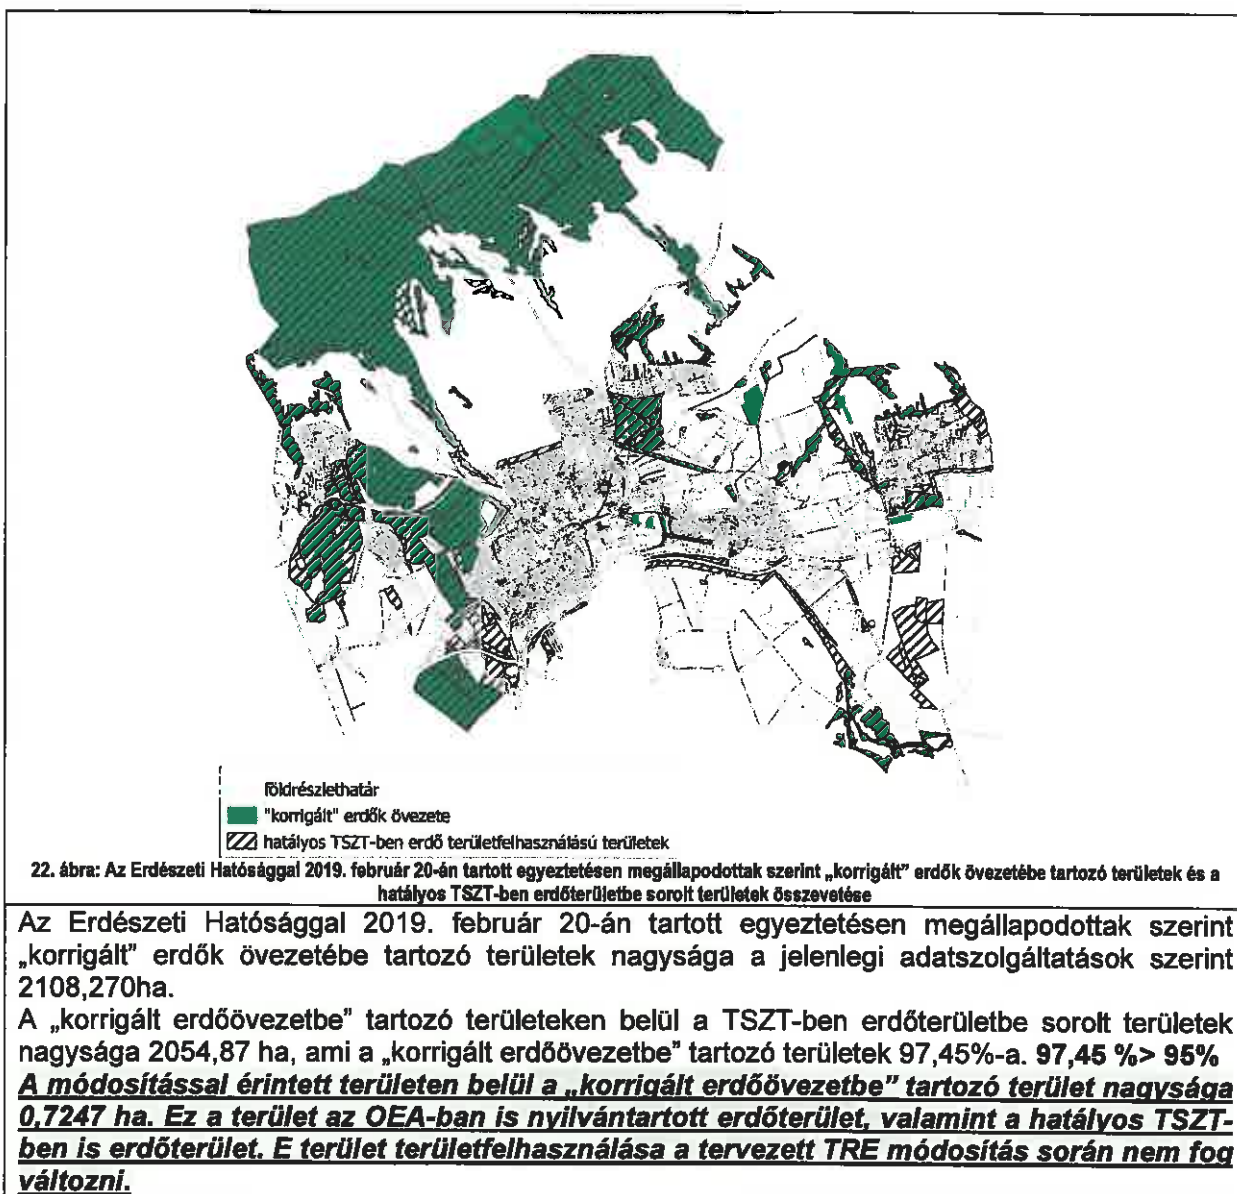 földrészlethatár
"korrigált" erdők övezete
hatályos TSZT-ben erdő területfelhasználású területek
22. ábra: Az Erdészeti Hatósággal 2019. február 20-án tartott egyeztetésen megállapodottak szerint „korrigált” erdők övezetébe tartozó területek és a
hatályos TSZT-ben erdőterületbe sorolt területek összevetése
Az Erdészeti Hatósággal 2019. február 20-án tartott egyeztetésen megállapodottak szerint
„korrigált” erdők övezetébe tartozó területek nagysága a jelenlegi adatszolgáltatások szerint
2108,270ha.
A „korrigált erdőövezetbe” tartozó területeken belül a TSZT-ben erdőterületbe sorolt területek
nagysága 2054,87 ha, ami a „korrigált erdőövezetbe” tartozó területek 97,45%-a. 97,45 %> 95%
A módosítással érintett területen belül a „korrigált erdőövezetbe” tartozó terület nagysága
0,7247 ha. Ez a terület az OEA-ban is nyilvántartott erdőterület, valamint a hatályos TSZT-
ben is erdőterület. E terület területfelhasználása a tervezett TRE módosítás során nem fog
változni.